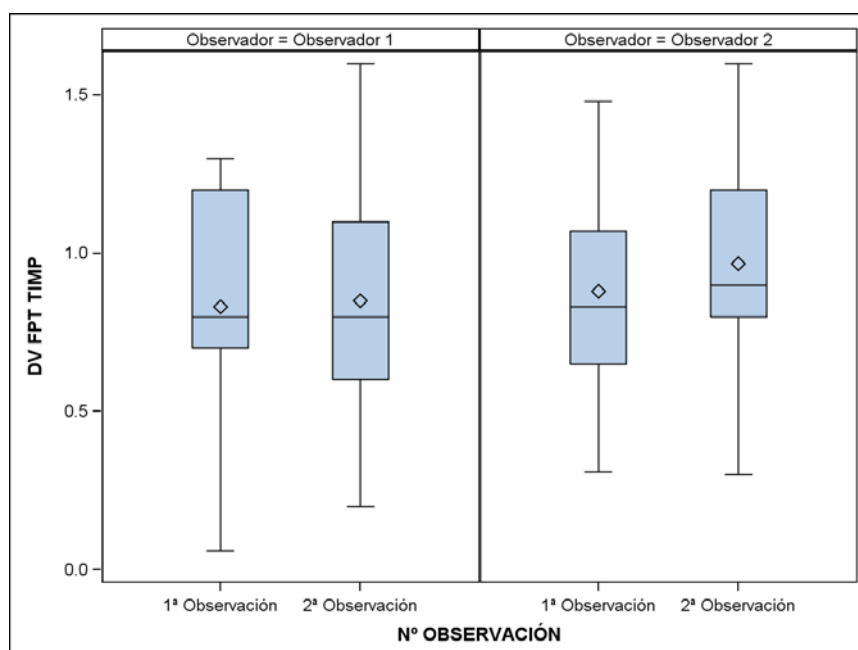 Observador = Observador 1
Observador = Observador 2
DV FPT TIMP
1.5
1.0
0.5
0.0
1ª Observación 2ª Observación 1ª Observación 2ª Observación
Nº OBSERVACIÓN